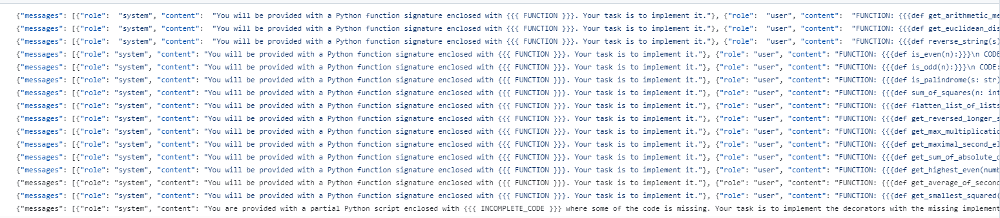 {"messages": [{"role":  "system", "content":  "You will be provided with a Python function signature enclosed with {{{ FUNCTION }}}. Your task is to implement it."}, {"role":  "user", "content":  "FUNCTION: {{{def get_arithmetic_me
{"messages": [{"role":  "system", "content":  "You will be provided with a Python function signature enclosed with {{{ FUNCTION }}}. Your task is to implement it."}, {"role":  "user", "content":  "FUNCTION: {{{def get_euclidean_dis
{"messages": [{"role":  "system", "content":  "You will be provided with a Python function signature enclosed with {{{ FUNCTION }}}. Your task is to implement it."}, {"role":  "user", "content":  "FUNCTION: {{{def reverse_string(s)
{"messages": [{"role": "system", "content": "You will be provided with a Python function signature enclosed with {{{ FUNCTION }}}. Your task is to implement it."}, {"role": "user", "content": "FUNCTION: {{{def is_even(n):}}}\n CODE
{"messages": [{"role": "system", "content": "You will be provided with a Python function signature enclosed with {{{ FUNCTION }}}. Your task is to implement it."}, {"role": "user", "content": "FUNCTION: {{{def is_odd(n):}}}\n CODE:
{"messages": [{"role": "system", "content": "You will be provided with a Python function signature enclosed with {{{ FUNCTION }}}. Your task is to implement it."}, {"role": "user", "content": "FUNCTION: {{{def is_palindrome(s: str)
{"messages": [{"role": "system", "content": "You will be provided with a Python function signature enclosed with {{{ FUNCTION }}}. Your task is to implement it."}, {"role": "user", "content": "FUNCTION: {{{def sum_of_squares(n: int
{"messages": [{"role": "system", "content": "You will be provided with a Python function signature enclosed with {{{ FUNCTION }}}. Your task is to implement it."}, {"role": "user", "content": "FUNCTION: {{{def flatten_list_of_lists
{"messages": [{"role": "system", "content": "You will be provided with a Python function signature enclosed with {{{ FUNCTION }}}. Your task is to implement it."}, {"role": "user", "content": "FUNCTION: {{{def get_reversed_longer_s
{"messages": [{"role": "system", "content": "You will be provided with a Python function signature enclosed with {{{ FUNCTION }}}. Your task is to implement it."}, {"role": "user", "content": "FUNCTION: {{{def get_max_multiplicatio
{"messages": [{"role": "system", "content": "You will be provided with a Python function signature enclosed with {{{ FUNCTION }}}. Your task is to implement it."}, {"role": "user", "content": "FUNCTION: {{{def get_maximal_second_el
{"messages": [{"role": "system", "content": "You will be provided with a Python function signature enclosed with {{{ FUNCTION }}}. Your task is to implement it."}, {"role": "user", "content": "FUNCTION: {{{def get_sum_of_absolute_d
{"messages": [{"role": "system", "content": "You will be provided with a Python function signature enclosed with {{{ FUNCTION }}}. Your task is to implement it."}, {"role": "user", "content": "FUNCTION: {{{def get_highest_even(numb
{"messages": [{"role": "system", "content": "You will be provided with a Python function signature enclosed with {{{ FUNCTION }}}. Your task is to implement it."}, {"role": "user", "content": "FUNCTION: {{{def get_average_of_second
{"messages": [{"role": "system", "content": "You will be provided with a Python function signature enclosed with {{{ FUNCTION }}}. Your task is to implement it."}, {"role": "user", "content": "FUNCTION: {{{def get_smallest_squared(
{"messages": [{"role": "system", "content": "You are provided with a partial Python script enclosed with {{{ INCOMPLETE_CODE }}} where some of the code is missing. Your task is to implement the decorators with the missing implement